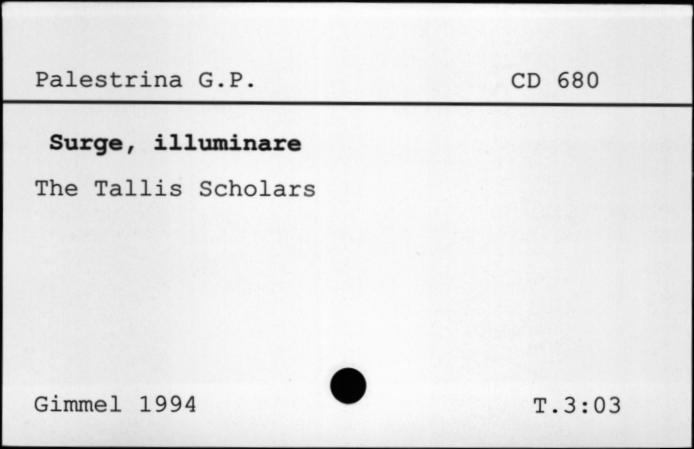 Palestrina G.P. CD 680
Surge, illuminare
The Tallis Scholars
Gimmel 1994 T.3:03